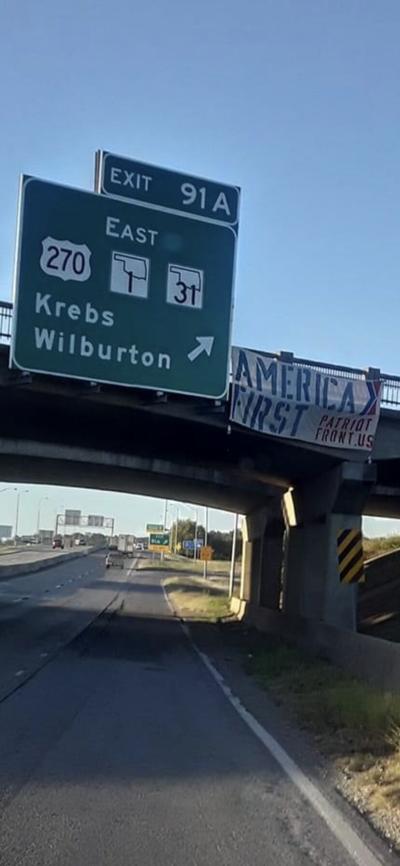 EXIT 91A
EAST
270 1 31
Krebs
Wilburton
AMERICA
FIRST
PATRIOT
FRONT.US